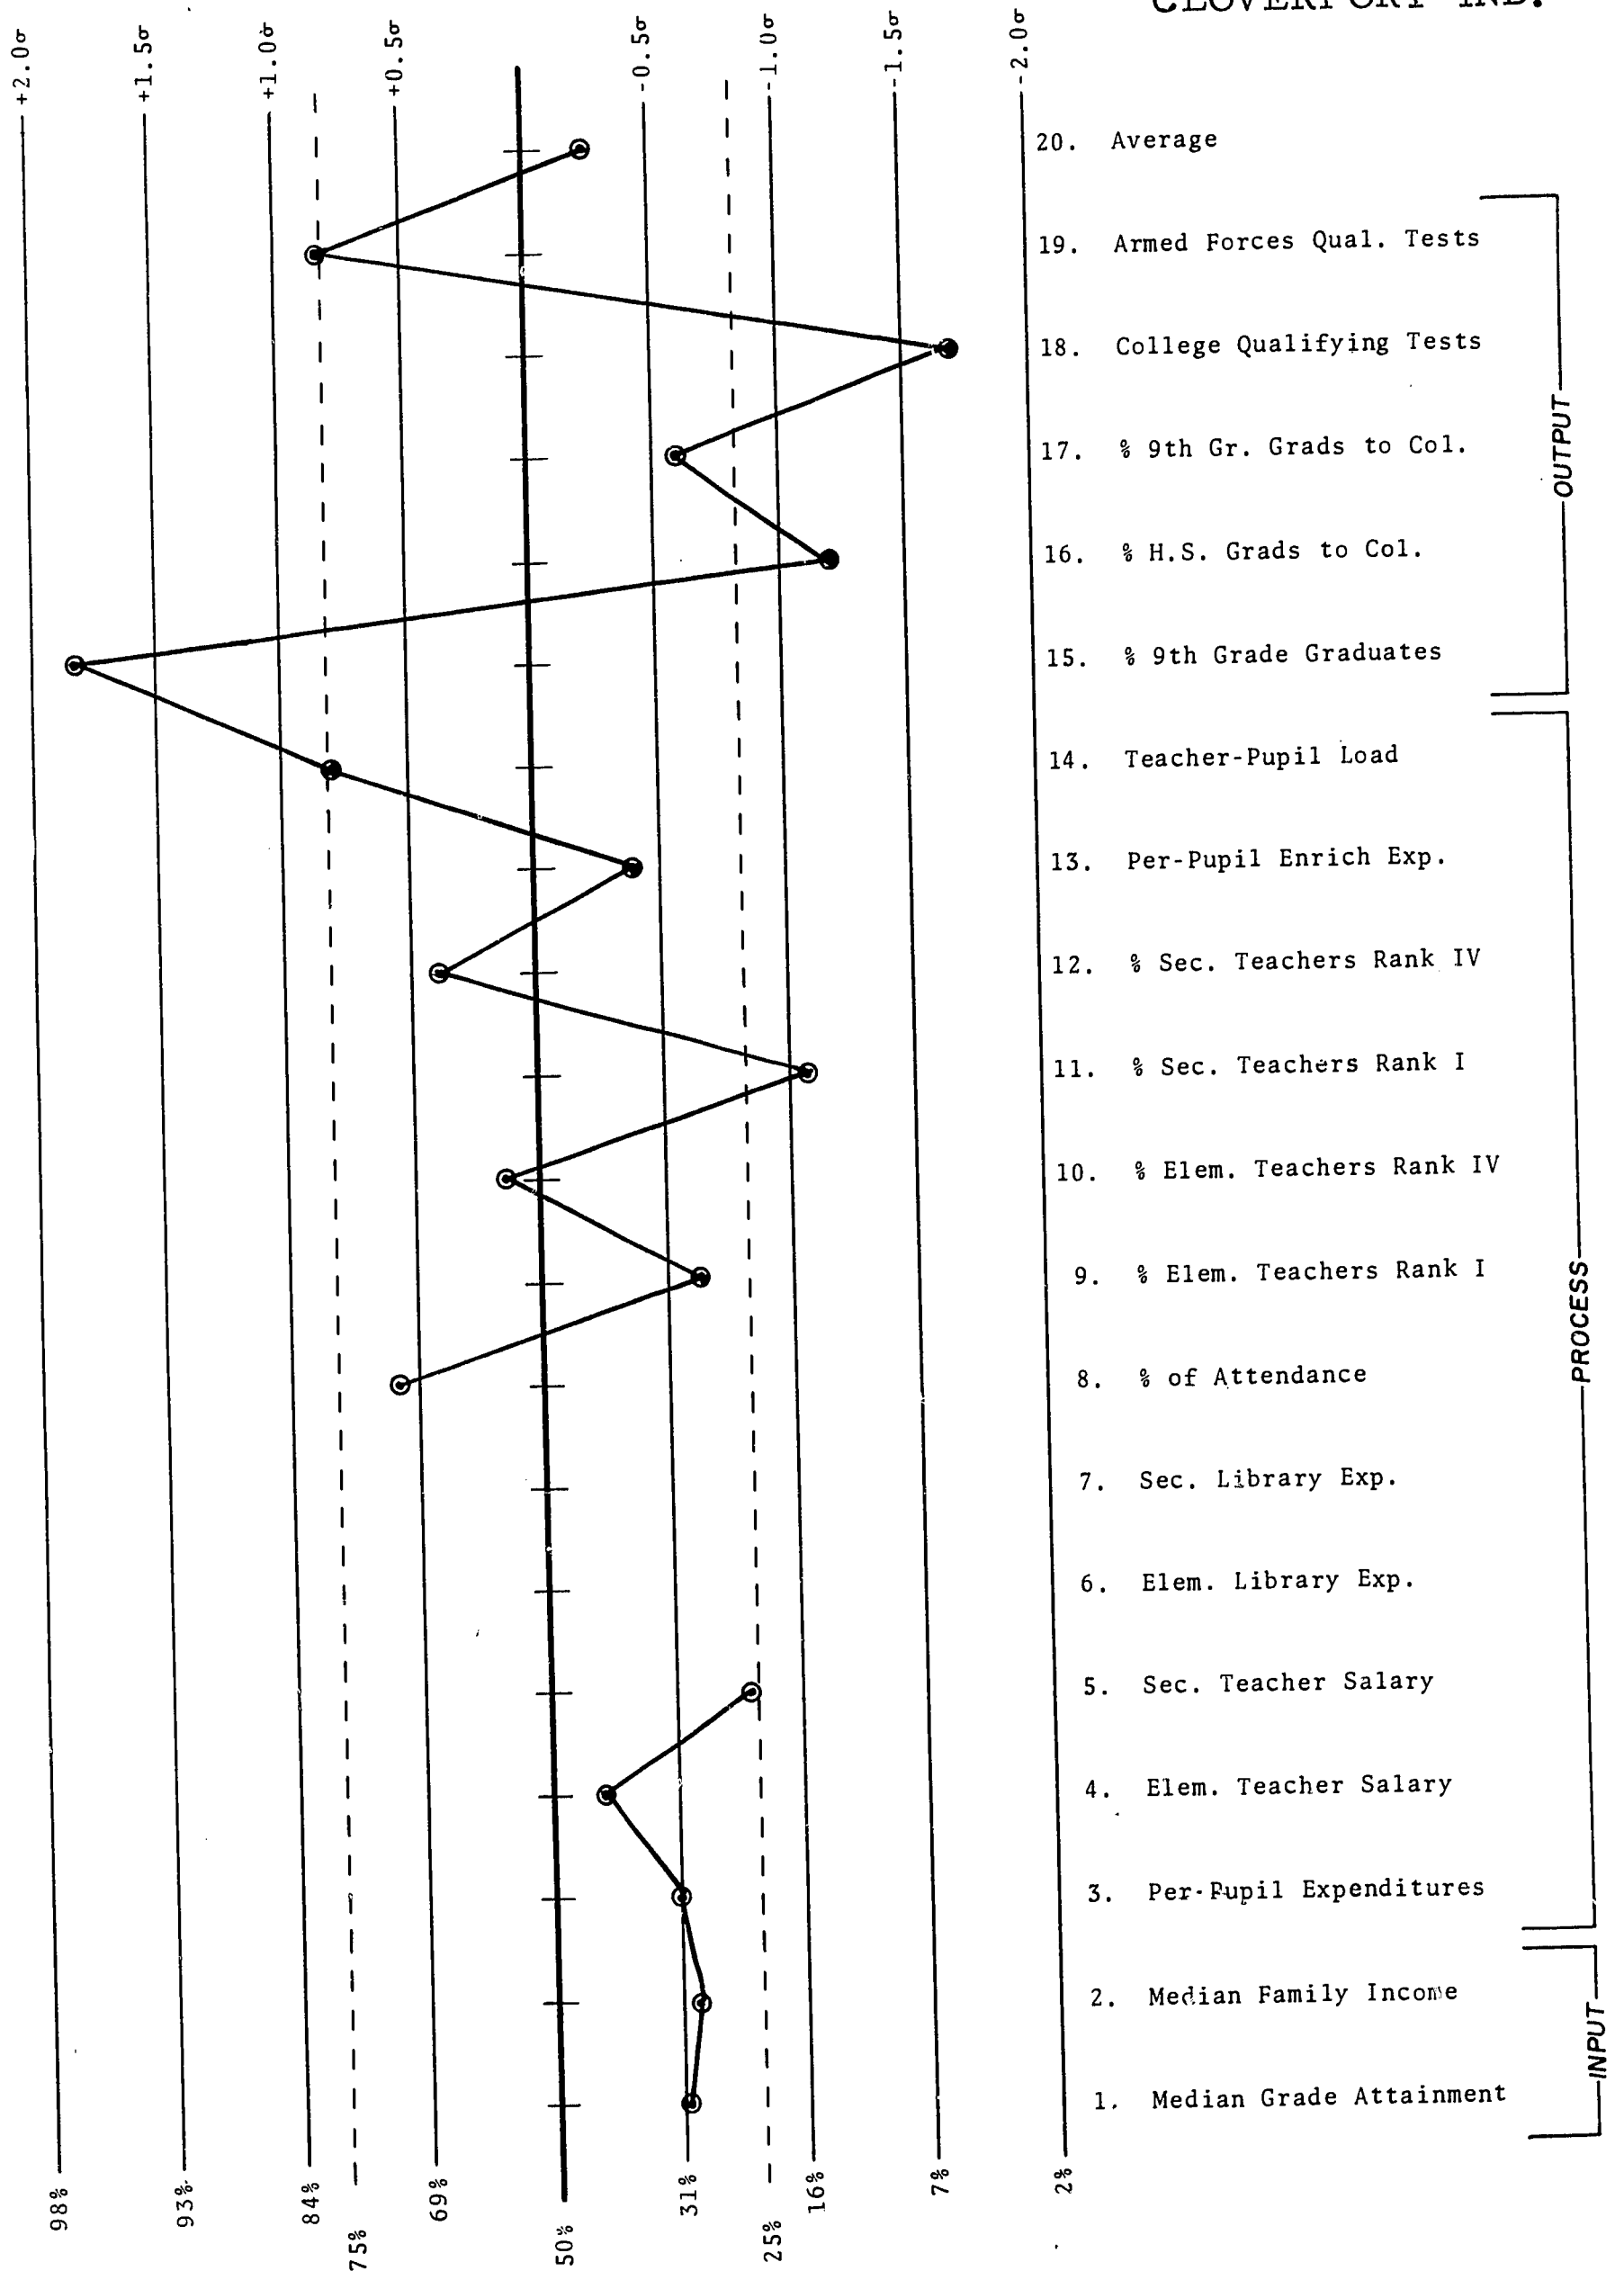 CLOVERPORT IND.
+2.0σ
+1.5σ
+1.0σ
+0.5σ
-0.5σ
-1.0σ
-1.5σ
-2.0σ
20. Average
19. Armed Forces Qual. Tests
18. College Qualifying Tests
17. % 9th Gr. Grads to Col.
16. % H.S. Grads to Col.
15. % 9th Grade Graduates
14. Teacher-Pupil Load
13. Per-Pupil Enrich Exp.
12. % Sec. Teachers Rank IV
11. % Sec. Teachers Rank I
10. % Elem. Teachers Rank IV
9. % Elem. Teachers Rank I
8. % of Attendance
7. Sec. Library Exp.
6. Elem. Library Exp.
5. Sec. Teacher Salary
4. Elem. Teacher Salary
3. Per-Pupil Expenditures
2. Median Family Income
1. Median Grade Attainment
OUTPUT
PROCESS
INPUT
98%
93%
84%
75%
69%
50%
31%
25%
16%
7%
2%